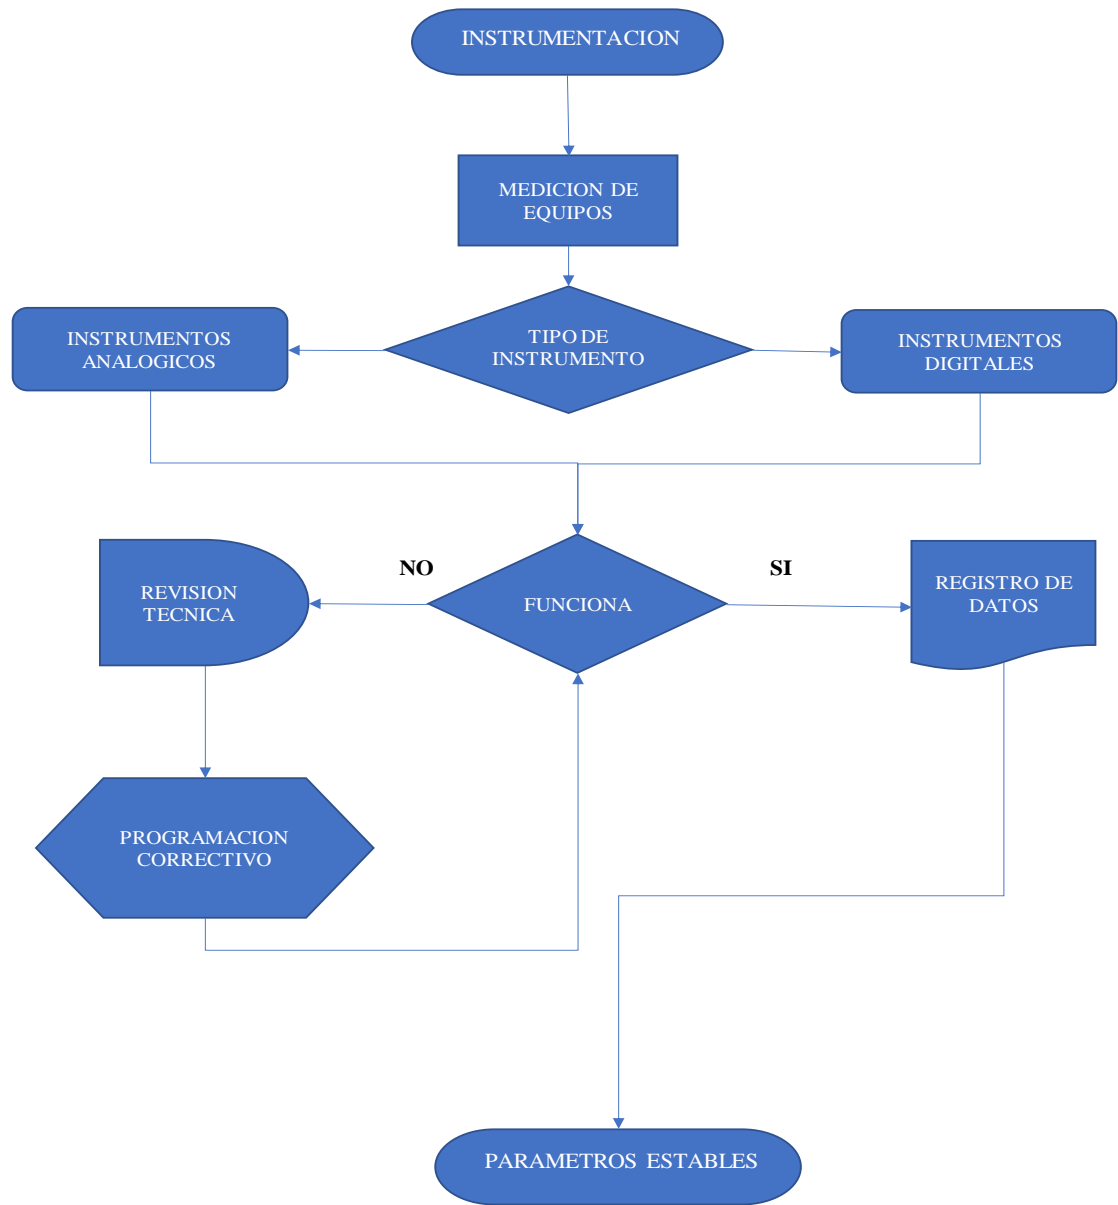 INSTRUMENTACION
MEDICION DE
EQUIPOS
TIPO DE
INSTRUMENTO
INSTRUMENTOS
ANALOGICOS
INSTRUMENTOS
DIGITALES
NO
SI
FUNCIONA
REVISION
TECNICA
REGISTRO DE
DATOS
PROGRAMACION
CORRECTIVO
PARAMETROS ESTABLES